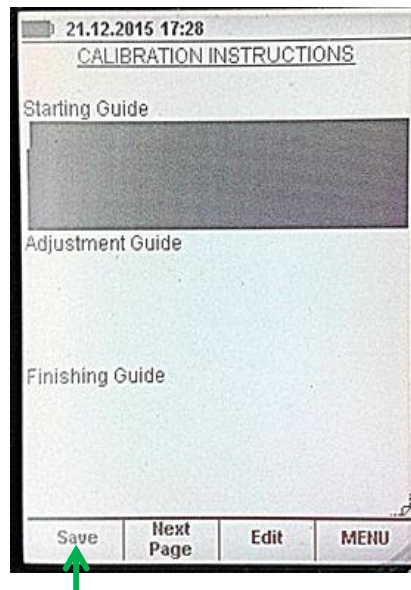 21.12.2015 17:28
CALIBRATION INSTRUCTIONS
Starting Guide
Adjustment Guide
Finishing Guide
Save Next Page Edit MENU